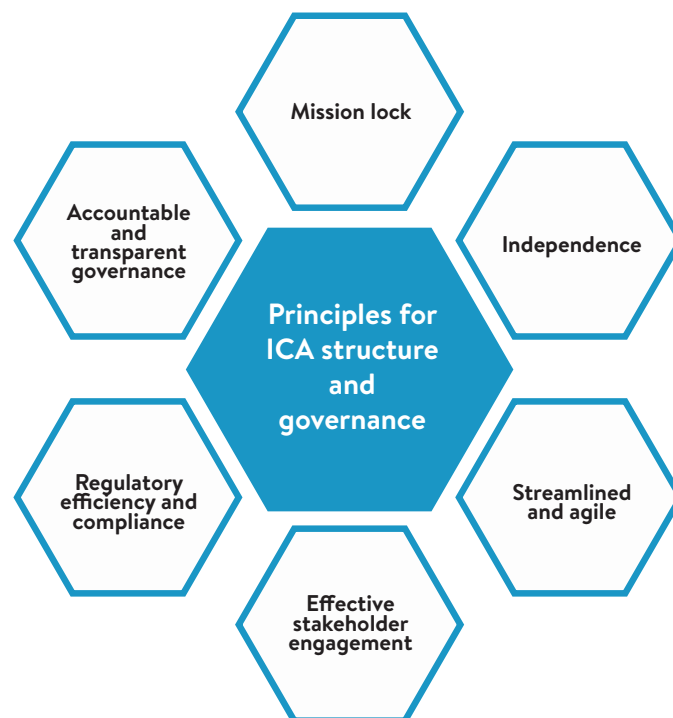 Mission lock
Accountable
and
transparent
governance
Independence
Principles for
ICA structure
and
governance
Regulatory
efficiency and
compliance
Streamlined
and agile
Effective
stakeholder
engagement